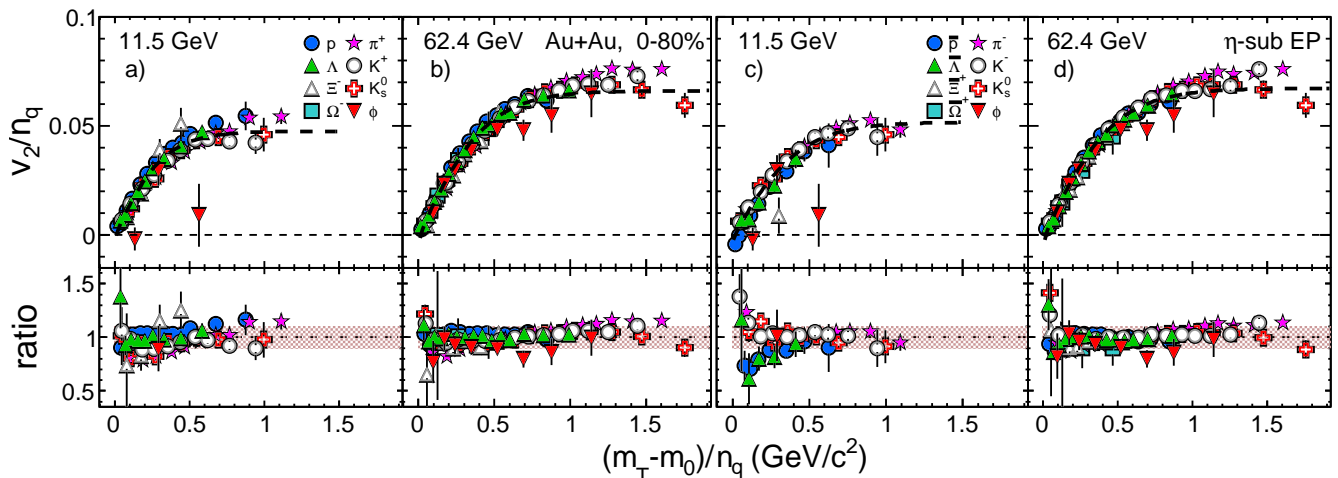 11.5 GeV
a)
p π⁺
Λ K⁺
Ξ⁻ K⁰ₛ
Ω⁻ φ
62.4 GeV Au+Au, 0-80%
b)
11.5 GeV
c)
p̅ π⁻
Λ̅ K⁻
Ξ̅⁺ K⁰ₛ
Ω̅⁺ φ
62.4 GeV η-sub EP
d)
0.1
0.05
0
v₂/n_q
1.5
1
0.5
ratio
0 0.5 1 1.5 0 0.5 1 1.5 0 0.5 1 1.5 0 0.5 1 1.5
(m_T-m₀)/n_q (GeV/c²)